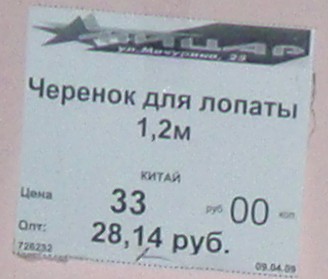 ул.Мичурина, 25
Черенок для лопаты
1,2м
КИТАЙ
Цена 33 руб 00 коп
Опт: 28,14 руб.
726232 09.04.09